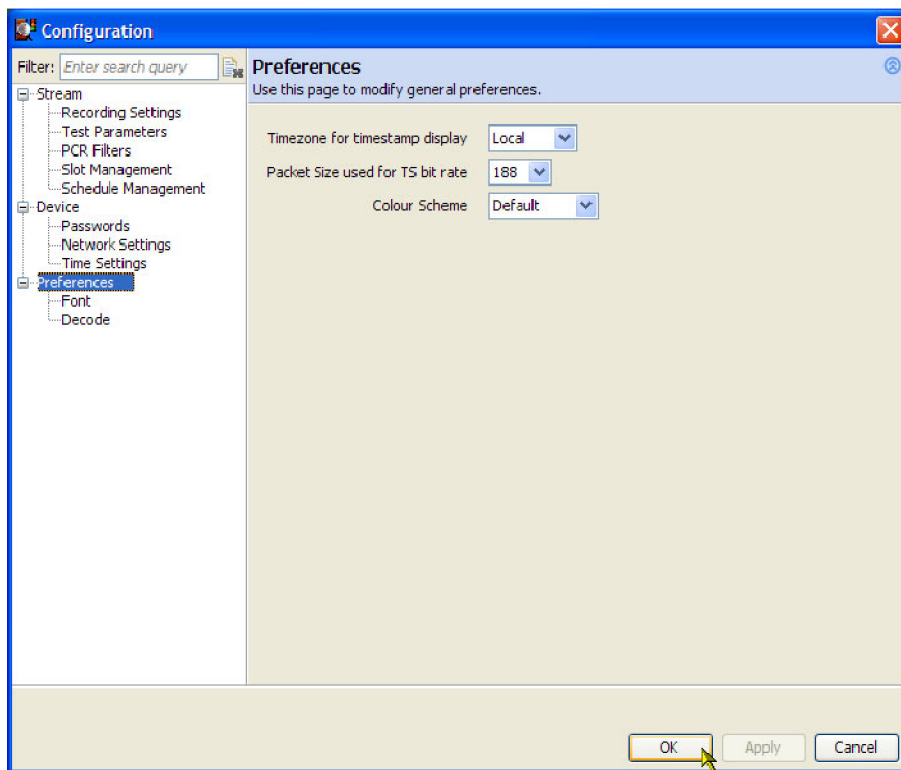 Configuration
Filter: Enter search query
Stream
Recording Settings
Test Parameters
PCR Filters
Slot Management
Schedule Management
Device
Passwords
Network Settings
Time Settings
Preferences
Font
Decode
Preferences
Use this page to modify general preferences.
Timezone for timestamp display Local
Packet Size used for TS bit rate 188
Colour Scheme Default
OK Apply Cancel